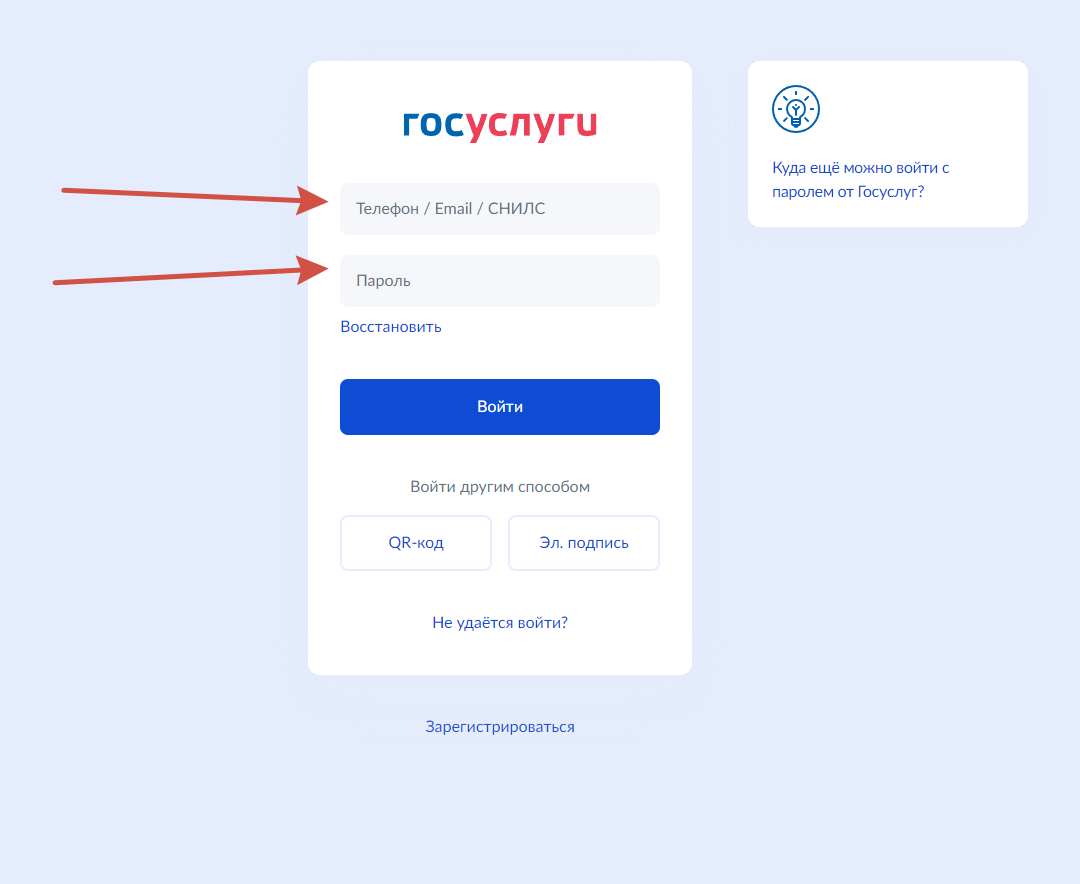 госуслуги
Телефон / Email / СНИЛС
Пароль
Восстановить
Войти
Войти другим способом
QR-код
Эл. подпись
Не удаётся войти?
Зарегистрироваться
Куда ещё можно войти с
паролем от Госуслуг?